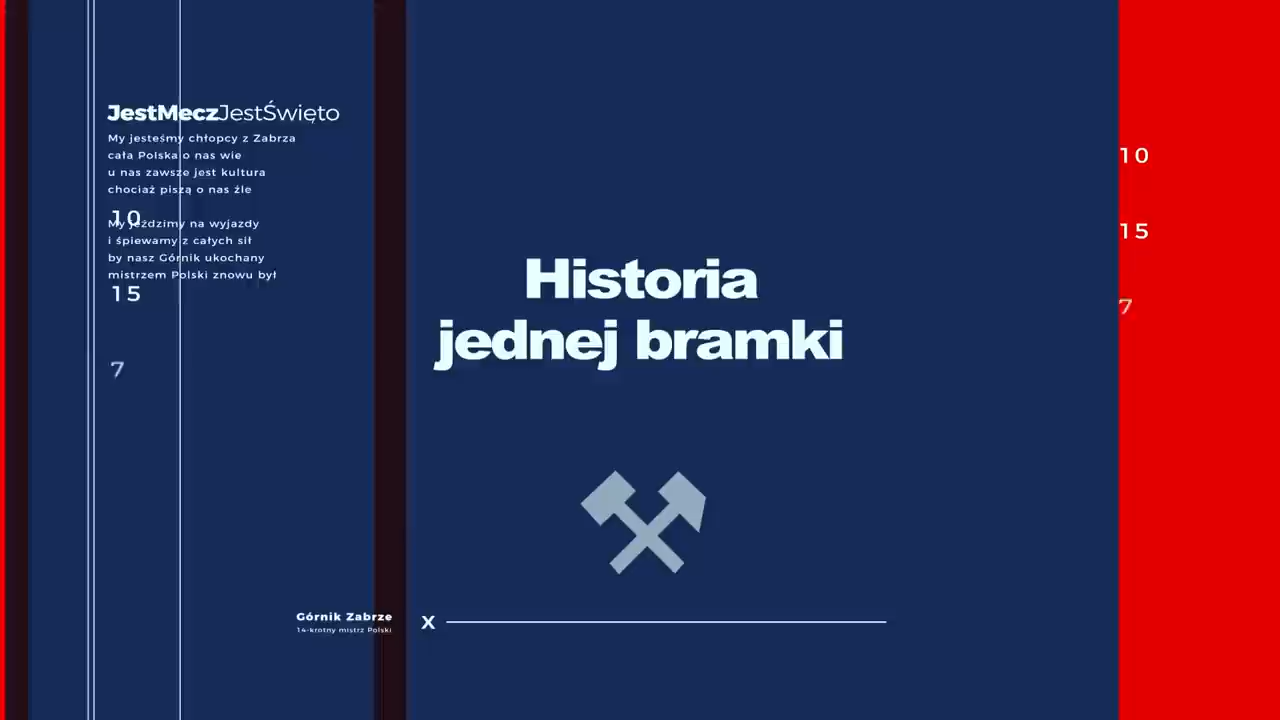 JestMeczJestŚwięto
My jesteśmy chłopcy z Zabrza
cała Polska o nas wie
u nas zawsze jest kultura
chociaż piszą o nas źle
10
My jeździmy na wyjazdy
i śpiewamy z całych sił
by nasz Górnik ukochany
mistrzem Polski znowu był
15
7
Historia
jednej bramki
10
15
7
Górnik Zabrze
14-krotny mistrz Polski
X